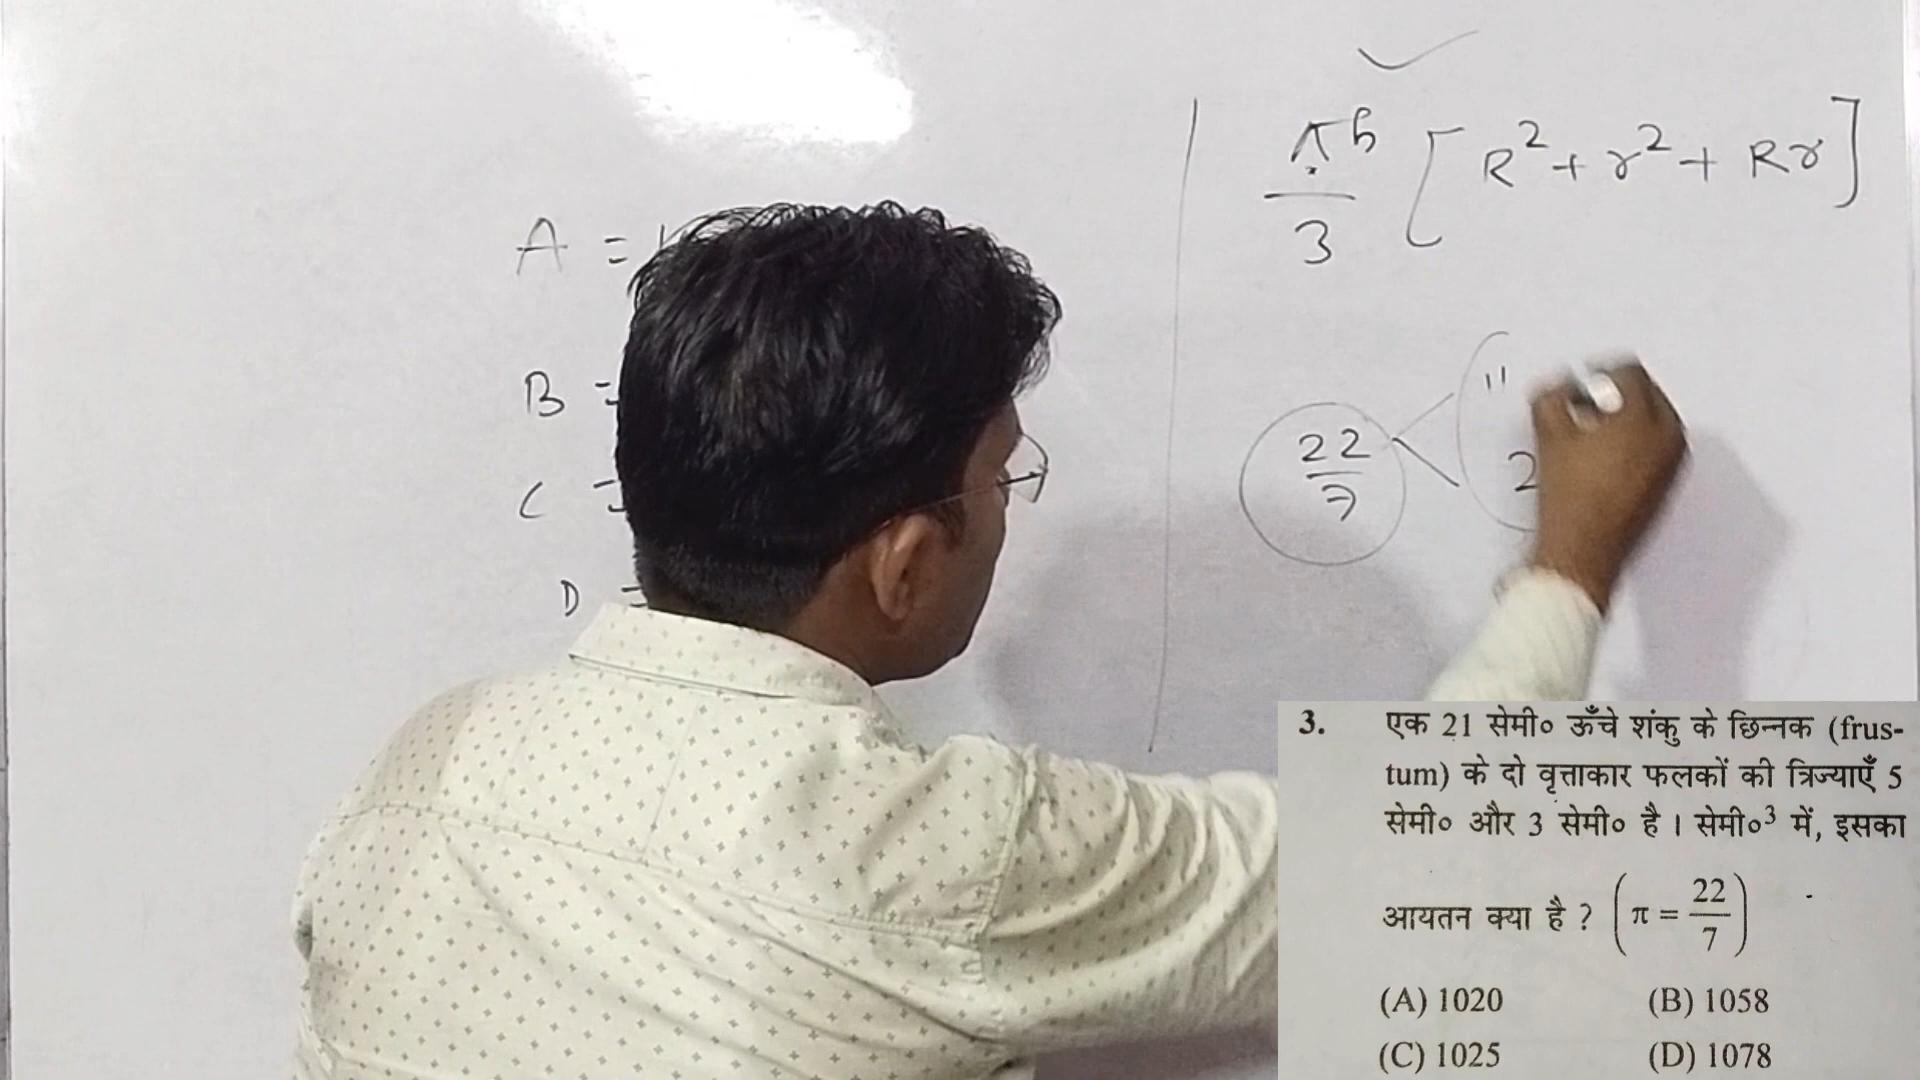 A =
B =
C =
D =
πh/3 [R² + r² + Rr]
22/7
11
2
3. एक 21 सेमी० ऊँचे शंकु के छिन्नक (frus-
tum) के दो वृत्ताकार फलकों की त्रिज्याएँ 5
सेमी० और 3 सेमी० है । सेमी०³ में, इसका
आयतन क्या है ? (π = 22/7)
(A) 1020 (B) 1058
(C) 1025 (D) 1078